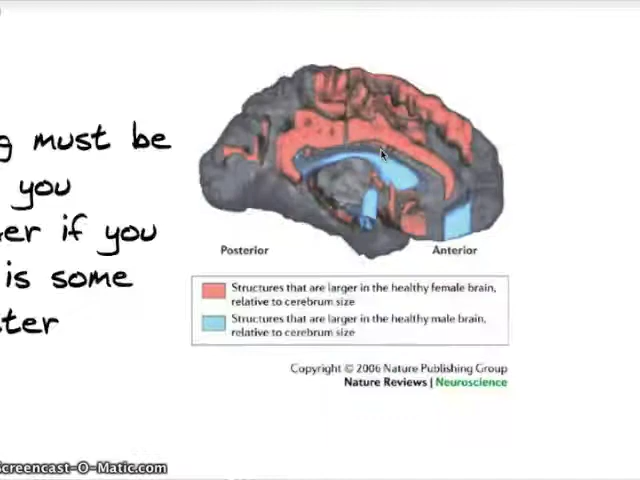 must be
you
if you
is some
Posterior
Anterior
Structures that are larger in the healthy female brain,
relative to cerebrum size
Structures that are larger in the healthy male brain,
relative to cerebrum size
Copyright © 2006 Nature Publishing Group
Nature Reviews | Neuroscience
Screencast-O-Matic.com